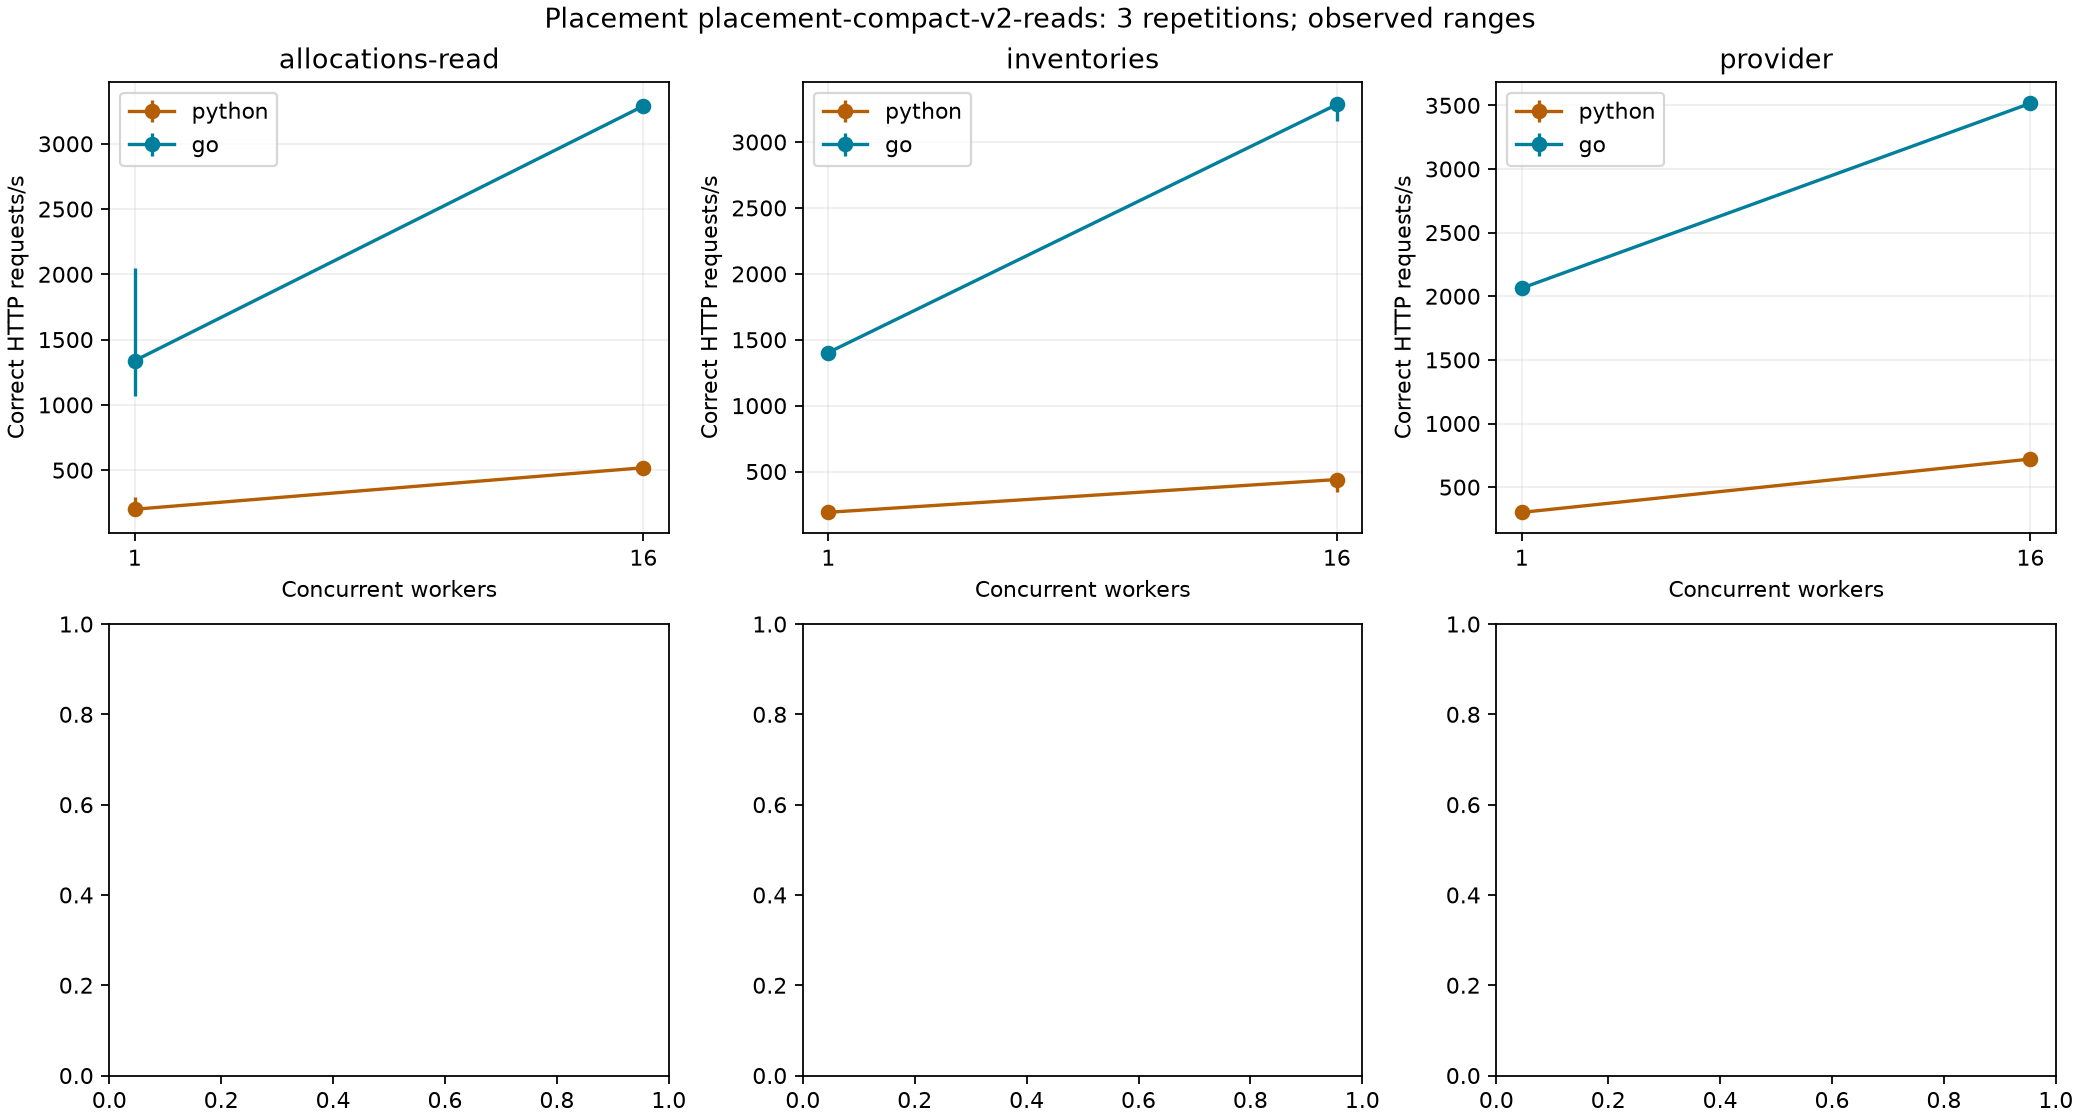 Placement placement-compact-v2-reads: 3 repetitions; observed ranges
allocations-read
python
go
Correct HTTP requests/s
3000
2500
2000
1500
1000
500
1
16
Concurrent workers
inventories
python
go
Correct HTTP requests/s
3000
2500
2000
1500
1000
500
1
16
Concurrent workers
provider
python
go
Correct HTTP requests/s
3500
3000
2500
2000
1500
1000
500
1
16
Concurrent workers
1.0
0.8
0.6
0.4
0.2
0.0
0.0 0.2 0.4 0.6 0.8 1.0
1.0
0.8
0.6
0.4
0.2
0.0
0.0 0.2 0.4 0.6 0.8 1.0
1.0
0.8
0.6
0.4
0.2
0.0
0.0 0.2 0.4 0.6 0.8 1.0